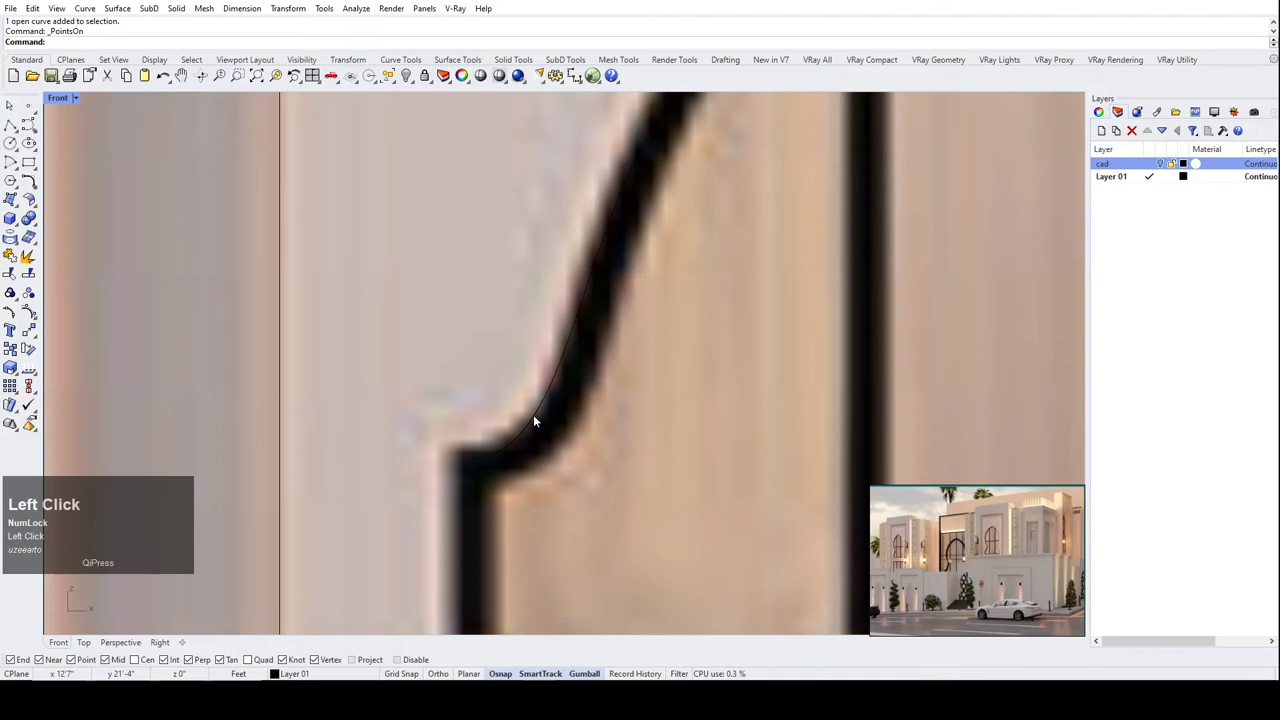 File Edit View Curve Surface SubD Solid Mesh Dimension Transform Tools Analyze Render Panels V-Ray Help
1 open curve added to selection.
Command: _PointsOn
Command:
Standard CPlanes Set View Display Select Viewport Layout Visibility Transform Curve Tools Surface Tools Solid Tools SubD Tools Mesh Tools Render Tools Drafting New in V7 VRay All VRay Compact VRay Geometry VRay Lights VRay Proxy VRay Rendering VRay Utility
Front
Layers
Layer Material Linetype
cad Continuo
Layer 01 Continuo
Left Click
NumLock
Left Click
uzeearto
QiPress
z
x
Front Top Perspective Right
End Near Point Mid Cen Int Perp Tan Quad Knot Vertex Project Disable
CPlane x 12'7" y 21'-4" z 0" Feet Layer 01 Grid Snap Ortho Planar Osnap SmartTrack Gumball Record History Filter CPU use: 0.3 %